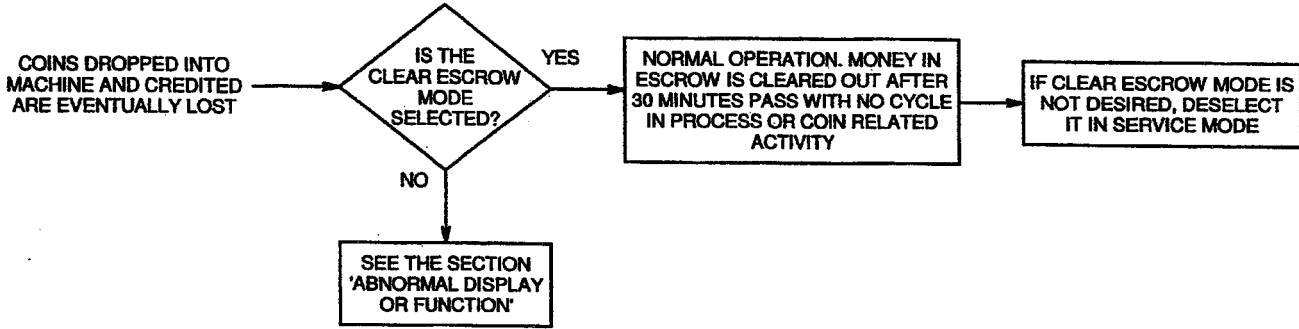 COINS DROPPED INTO
MACHINE AND CREDITED
ARE EVENTUALLY LOST
IS THE
CLEAR ESCROW
MODE
SELECTED?
YES
NORMAL OPERATION. MONEY IN
ESCROW IS CLEARED OUT AFTER
30 MINUTES PASS WITH NO CYCLE
IN PROCESS OR COIN RELATED
ACTIVITY
IF CLEAR ESCROW MODE IS
NOT DESIRED, DESELECT
IT IN SERVICE MODE
NO
SEE THE SECTION
'ABNORMAL DISPLAY
OR FUNCTION'